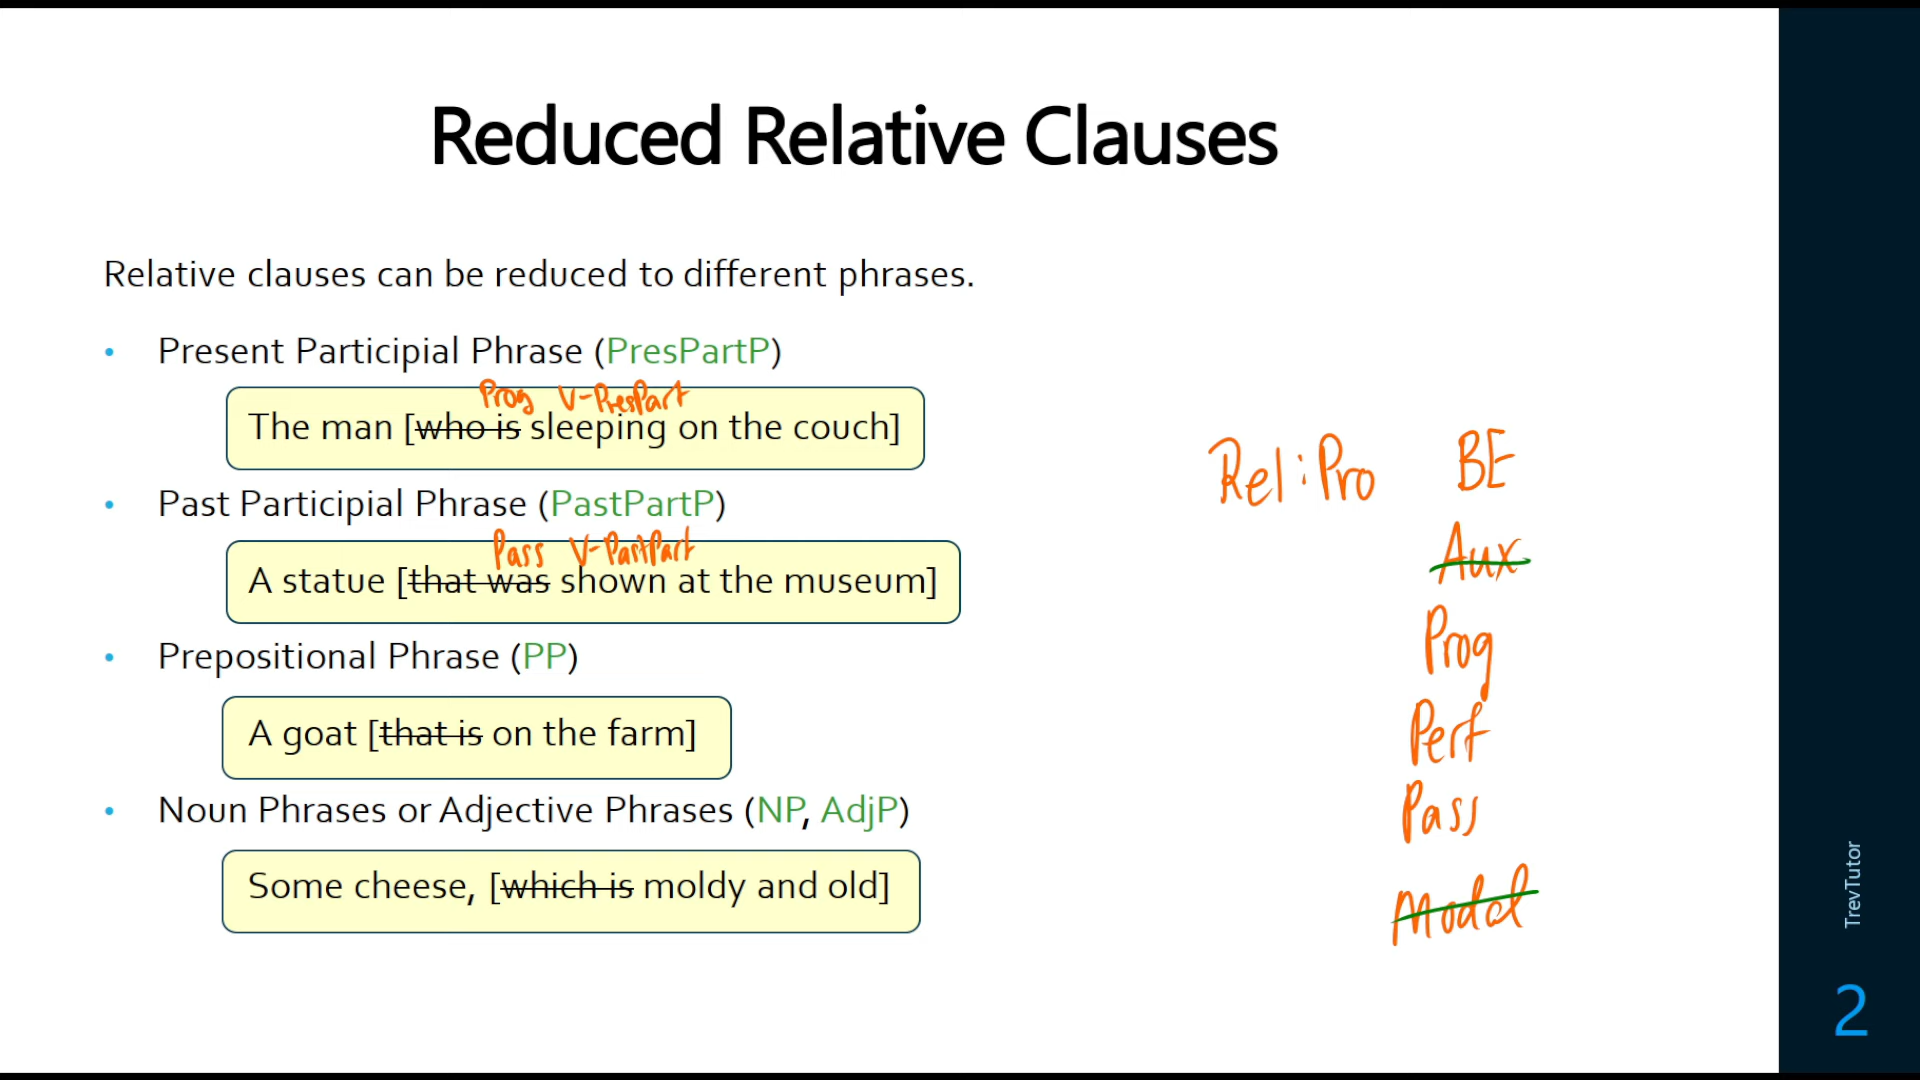 Reduced Relative Clauses
Relative clauses can be reduced to different phrases.
• Present Participial Phrase (PresPartP)
Prog V-PresPart
The man [who is sleeping on the couch]
• Past Participial Phrase (PastPartP)
Pass V-PastPart
A statue [that was shown at the museum]
• Prepositional Phrase (PP)
A goat [that is on the farm]
• Noun Phrases or Adjective Phrases (NP, AdjP)
Some cheese, [which is moldy and old]
Rel:Pro BE
Aux
Prog
Perf
Pass
Modal
TrevTutor
2